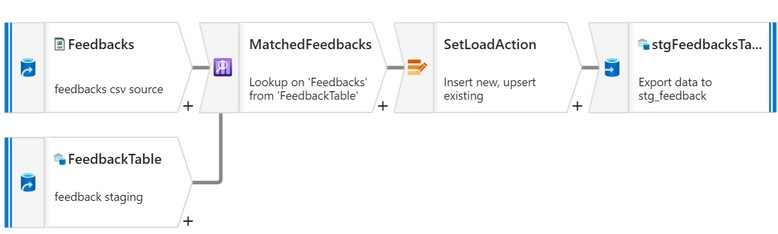 Feedbacks
feedbacks csv source
+
MatchedFeedbacks
Lookup on 'Feedbacks'
from 'FeedbackTable'
+
SetLoadAction
Insert new, upsert
existing
+
stgFeedbacksTa...
Export data to
stg_feedback
FeedbackTable
feedback staging
+